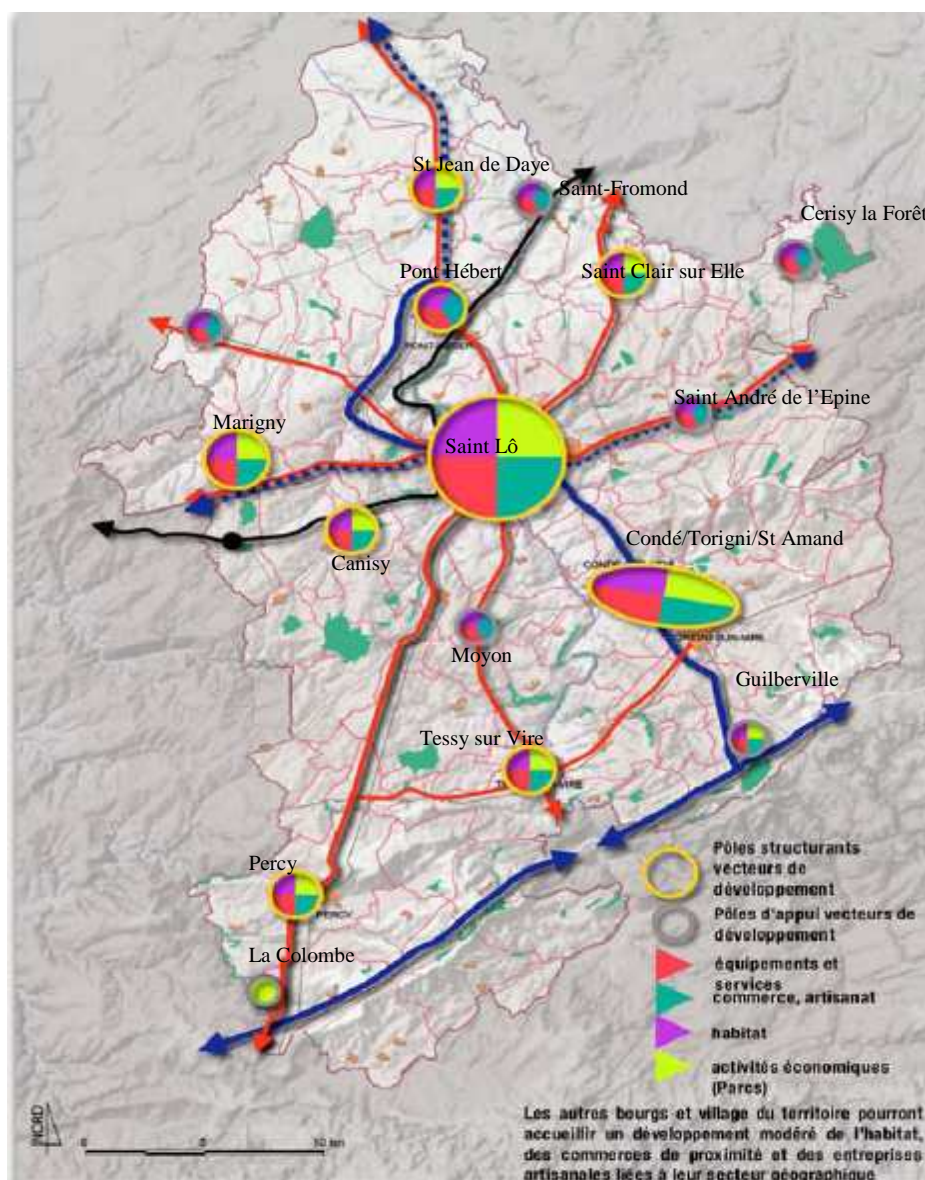 St Jean de Daye
Saint-Fromond
Cerisy la Forêt
Pont Hébert
Saint Clair sur Elle
Saint André de l’Epine
Marigny
Saint Lô
Condé/Torigni/St Amand
Canisy
Moyon
Guilberville
Tessy sur Vire
Percy
PERCY
La Colombe
Pôles structurants
vecteurs de
développement
Pôles d'appui vecteurs de
développement
équipements et
services
commerce, artisanat
habitat
activités économiques
(Parcs)
NORD
0
10 km
Les autres bourgs et village du territoire pourront
accueillir un développement modéré de l'habitat,
des commerces de proximité et des entreprises
artisanales liées à leur secteur géographique